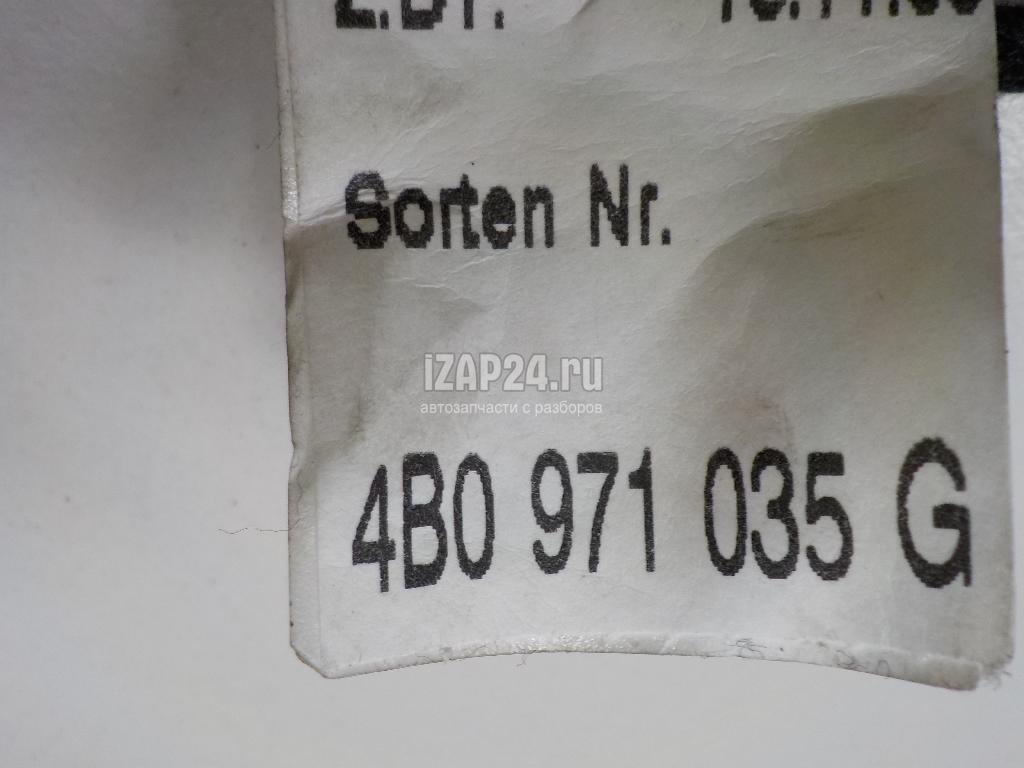 Sorten Nr.
iZAP24.ru
автозапчасти с разборов
4B0 971 035 G